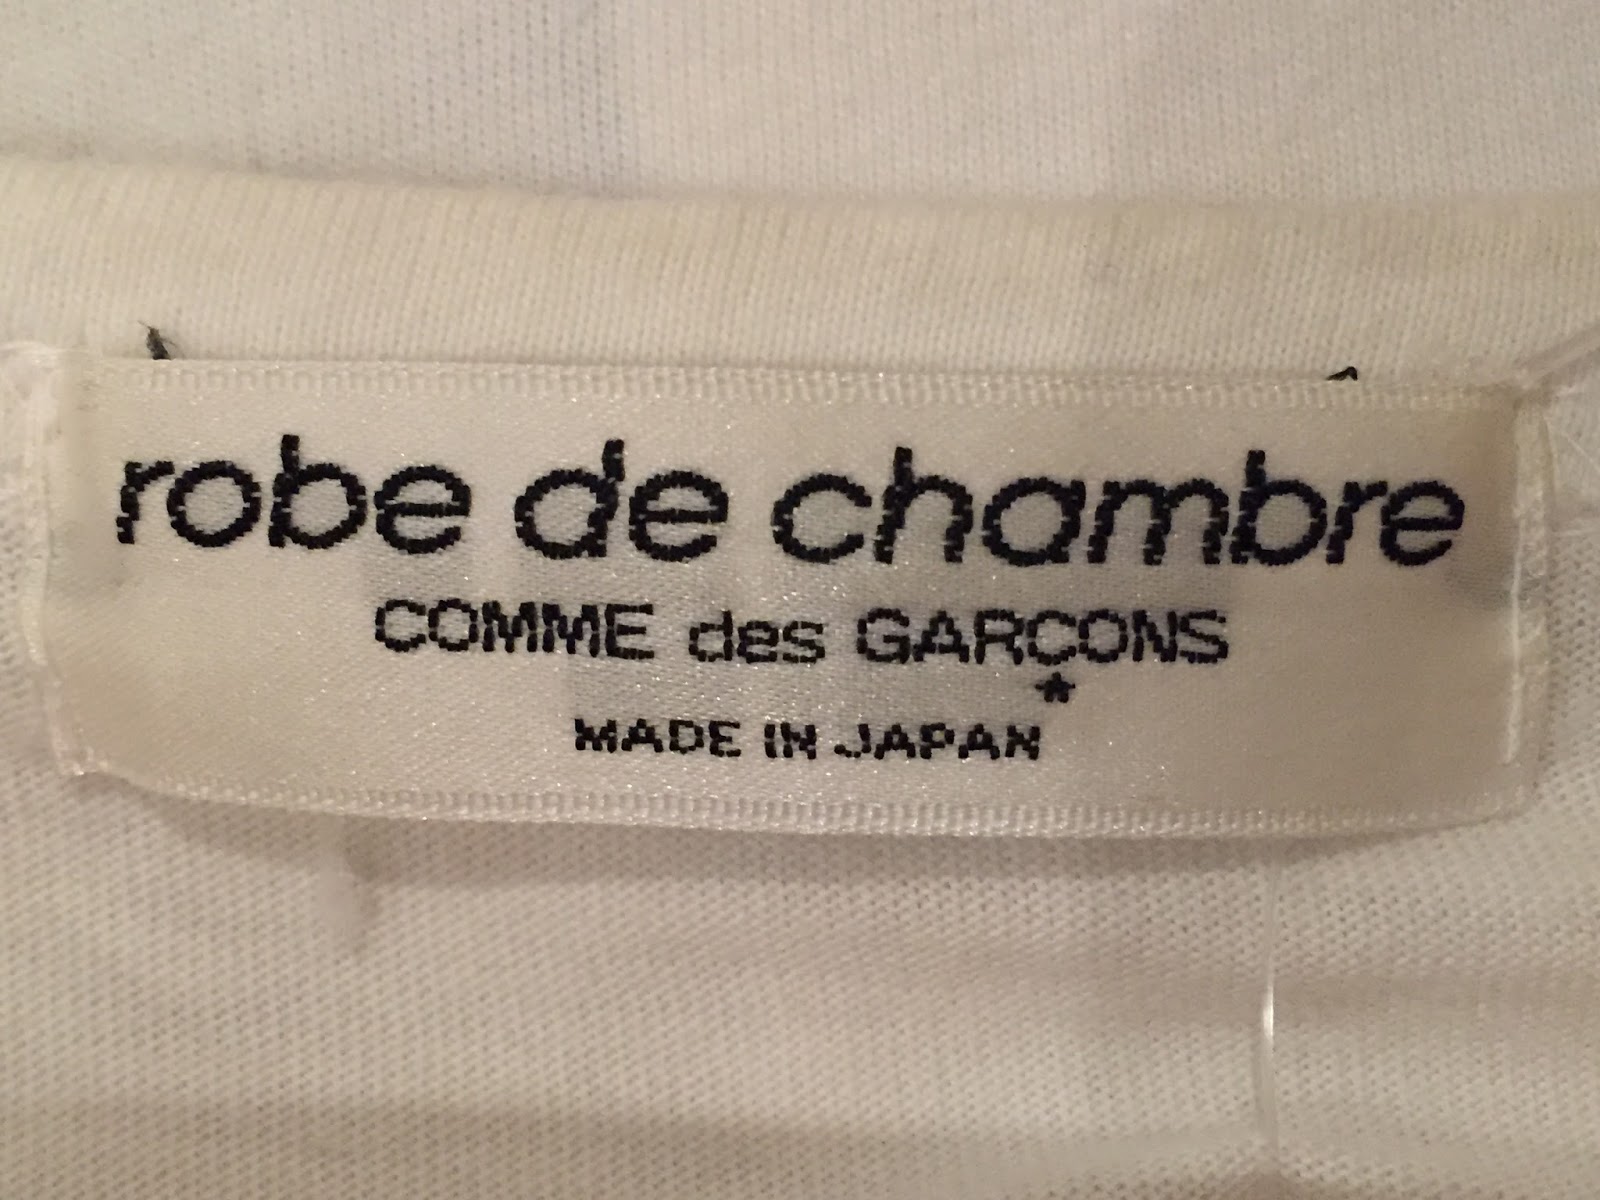 robe de chambre
COMME des GARÇONS
*
MADE IN JAPAN